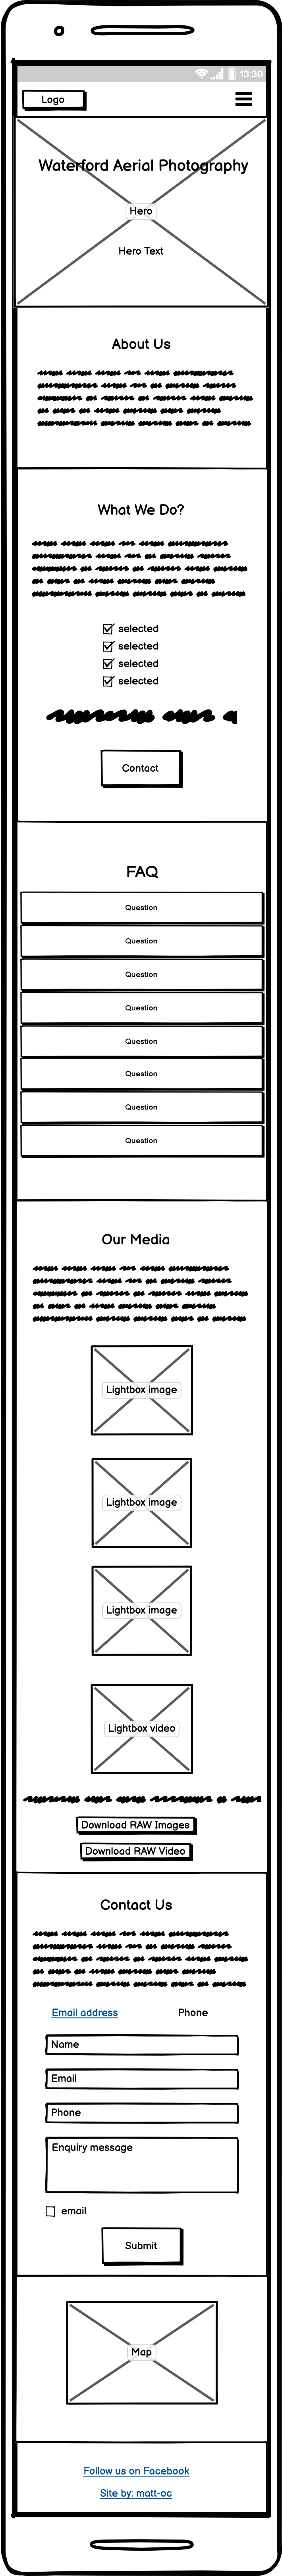 13:30
Logo
Waterford Aerial Photography
Hero
Hero Text
About Us
What We Do?
selected
selected
selected
selected
Contact
FAQ
Question
Question
Question
Question
Question
Question
Question
Question
Our Media
Lightbox image
Lightbox image
Lightbox image
Lightbox video
Download RAW Images
Download RAW Video
Contact Us
Email address Phone
Name
Email
Phone
Enquiry message
email
Submit
Map
Follow us on Facebook
Site by: matt-oc